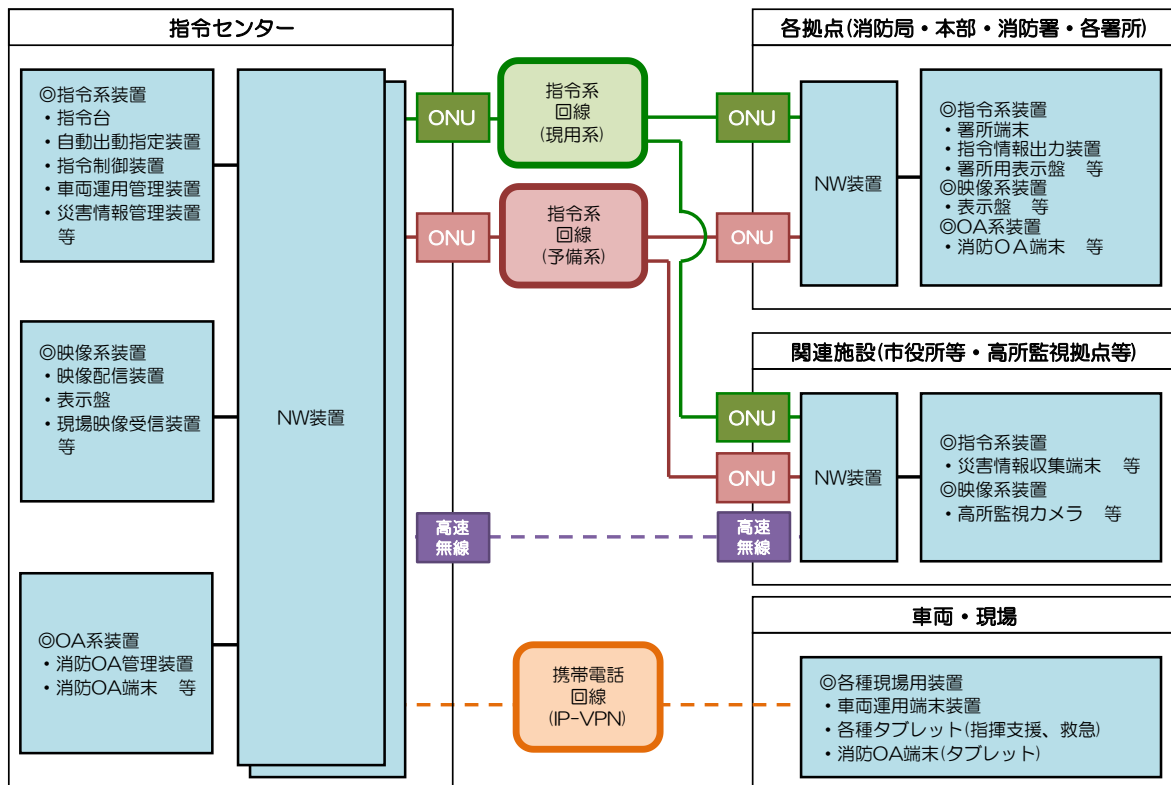 指令センター
◎指令系装置
・指令台
・自動出動指定装置
・指令制御装置
・車両運用管理装置
・災害情報管理装置
等
◎映像系装置
・映像配信装置
・表示盤
・現場映像受信装置
等
◎OA系装置
・消防OA管理装置
・消防OA端末　等
NW装置
ONU
ONU
高速
無線
指令系
回線
(現用系)
指令系
回線
(予備系)
携帯電話
回線
(IP-VPN)
各拠点(消防局・本部・消防署・各署所)
ONU
ONU
NW装置
◎指令系装置
・署所端末
・指令情報出力装置
・署所用表示盤　等
◎映像系装置
・表示盤　等
◎OA系装置
・消防OA端末　等
関連施設(市役所等・高所監視拠点等)
ONU
ONU
高速
無線
NW装置
◎指令系装置
・災害情報収集端末　等
◎映像系装置
・高所監視カメラ　等
車両・現場
◎各種現場用装置
・車両運用端末装置
・各種タブレット(指揮支援、救急)
・消防OA端末(タブレット)